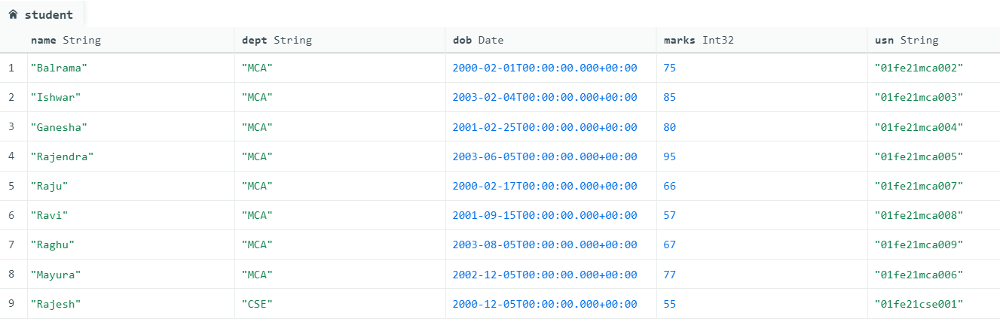 student
name String dept String dob Date marks Int32 usn String
1 "Balrama" "MCA" 2000-02-01T00:00:00.000+00:00 75 "01fe21mca002"
2 "Ishwar" "MCA" 2003-02-04T00:00:00.000+00:00 85 "01fe21mca003"
3 "Ganesha" "MCA" 2001-02-25T00:00:00.000+00:00 80 "01fe21mca004"
4 "Rajendra" "MCA" 2003-06-05T00:00:00.000+00:00 95 "01fe21mca005"
5 "Raju" "MCA" 2000-02-17T00:00:00.000+00:00 66 "01fe21mca007"
6 "Ravi" "MCA" 2001-09-15T00:00:00.000+00:00 57 "01fe21mca008"
7 "Raghu" "MCA" 2003-08-05T00:00:00.000+00:00 67 "01fe21mca009"
8 "Mayura" "MCA" 2002-12-05T00:00:00.000+00:00 77 "01fe21mca006"
9 "Rajesh" "CSE" 2000-12-05T00:00:00.000+00:00 55 "01fe21cse001"